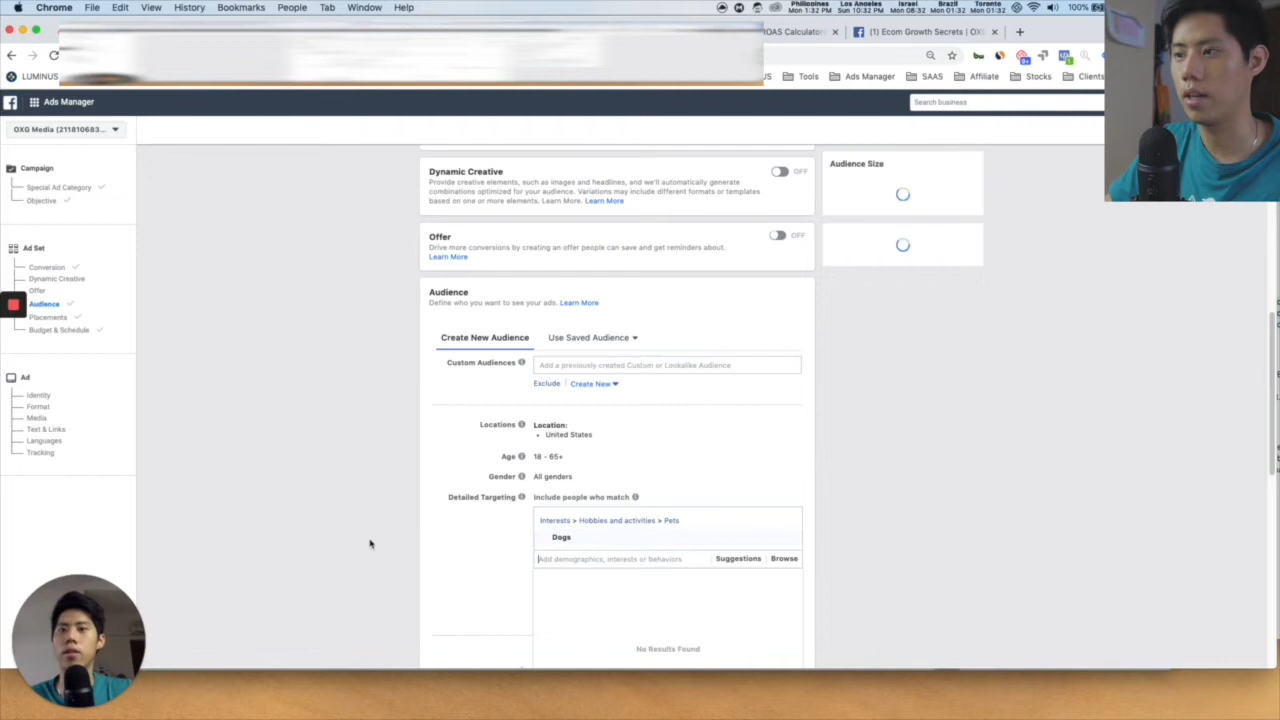 Chrome File Edit View History Bookmarks People Tab Window Help
Philippines Mon 1:32 PM Los Angeles Sun 10:32 PM Israel Mon 08:32 Brazil Mon 01:32 Toronto Mon 01:32 100%
ROAS Calculator × (1) Ecom Growth Secrets | OX × +
LUMINUS Tools Ads Manager SAAS Affiliate Stocks Clients
Ads Manager Search business
OXG Media (211810683...
Campaign
Special Ad Category
Objective
Ad Set
Conversion
Dynamic Creative
Offer
Audience
Placements
Budget & Schedule
Ad
Identity
Format
Media
Text & Links
Languages
Tracking
Dynamic Creative OFF
Provide creative elements, such as images and headlines, and we'll automatically generate
combinations optimized for your audience. Variations may include different formats or templates
based on one or more elements. Learn More. Learn More
Offer OFF
Drive more conversions by creating an offer people can save and get reminders about.
Learn More
Audience
Define who you want to see your ads. Learn More
Create New Audience Use Saved Audience
Custom Audiences Add a previously created Custom or Lookalike Audience
Exclude | Create New
Locations Location:
• United States
Age 18 - 65+
Gender All genders
Detailed Targeting Include people who match
Interests > Hobbies and activities > Pets
Dogs
Add demographics, interests or behaviors Suggestions Browse
No Results Found
Audience Size